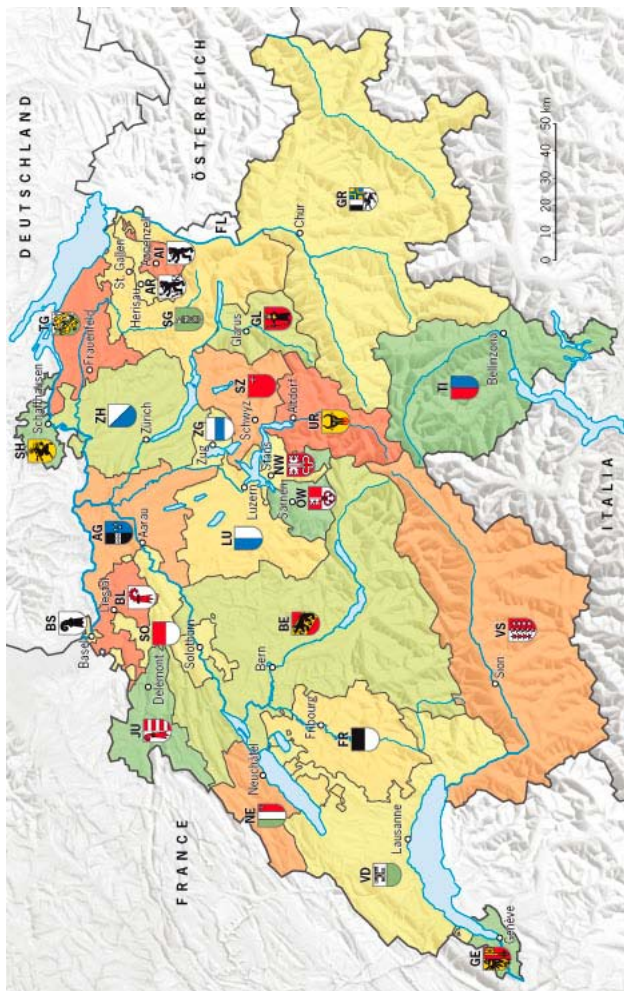 DEUTSCHLAND
SH
Schaffhausen
TG
BS
Basel
Frauenfeld
AG
ZH
Liestal
BL
St. Gallen
Herisau
Appenzell
AR
AI
JU
SO
Aarau
Zürich
Delémont
SG
FRANCE
ÖSTERREICH
Solothurn
ZG
Zug
FL
LU
SZ
Glarus
GL
NE
Neuchâtel
Schwyz
Luzern
Stans
NW
Bern
BE
Sarnen
OW
Altdorf
UR
Chur
Fribourg
FR
GR
VD
Lausanne
TI
GE
Genève
Sion
VS
Bellinzona
0 10 20 30 40 50 km
ITALIA